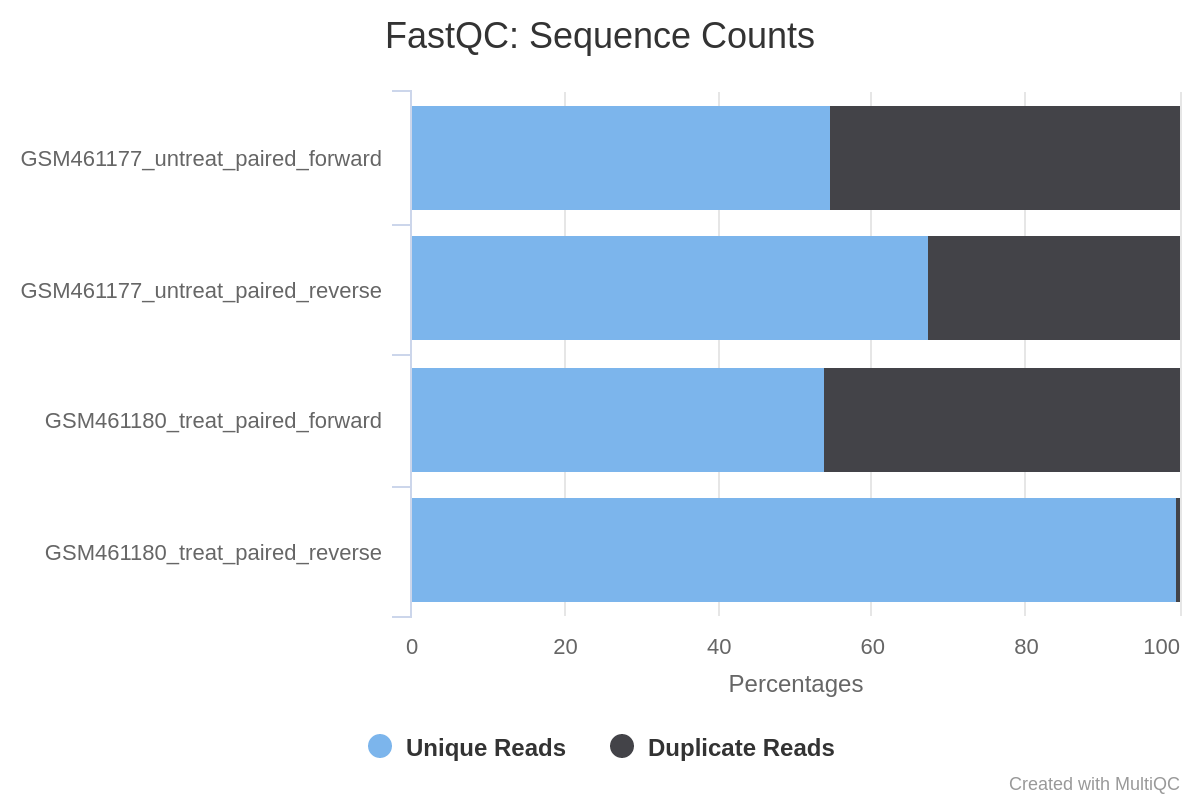 FastQC: Sequence Counts
GSM461177_untreat_paired_forward
GSM461177_untreat_paired_reverse
GSM461180_treat_paired_forward
GSM461180_treat_paired_reverse
0 20 40 60 80 100
Percentages
Unique Reads Duplicate Reads
Created with MultiQC